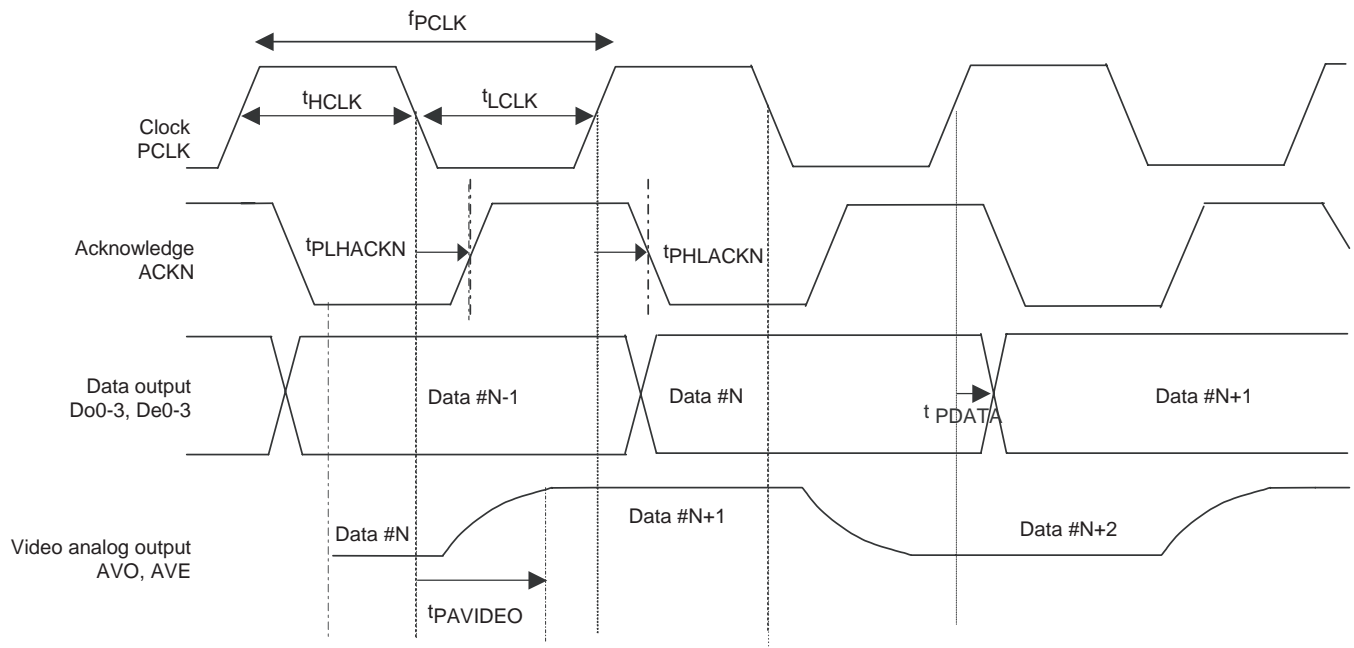 fPCLK
tHCLK
tLCLK
Clock
PCLK
Acknowledge
ACKN
tPLHACKN
tPHLACKN
Data output
Do0-3, De0-3
Data #N-1
Data #N
t PDATA
Data #N+1
Video analog output
AVO, AVE
Data #N
Data #N+1
Data #N+2
tPAVIDEO